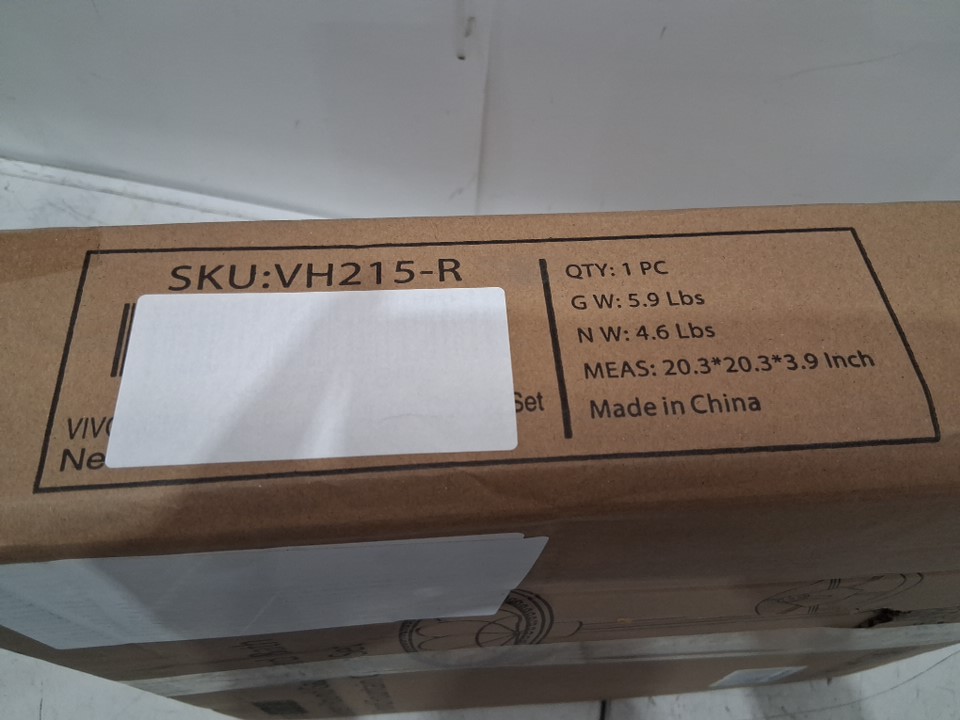 SKU:VH215-R
Set
Ne
QTY: 1 PC
G W: 5.9 Lbs
N W: 4.6 Lbs
MEAS: 20.3*20.3*3.9 Inch
Made in China